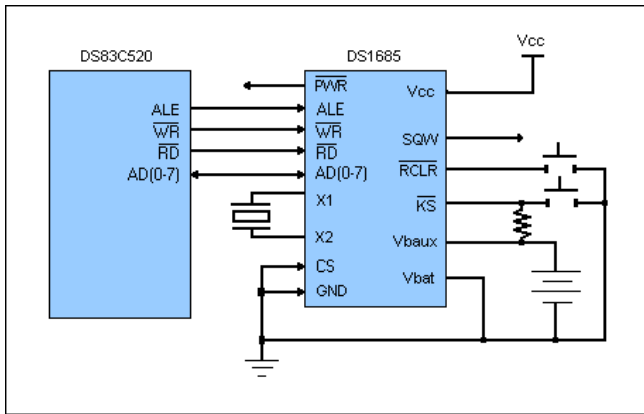 DS83C520
DS1685
Vcc
PWR
Vcc
ALE
ALE
WR
WR
SQW
RD
RD
RCLR
AD(0-7)
AD(0-7)
X1
KS
X2
Vbaux
CS
Vbat
GND